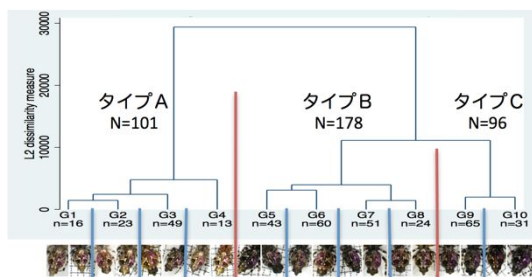 30000
20000
10000
0
L2 dissimilarity measure
タイプA
N=101
タイプB
N=178
タイプC
N=96
G1 G2 G3 G4 G5 G6 G7 G8 G9 G10
n=16 n=23 n=49 n=13 n=43 n=60 n=51 n=24 n=65 n=31